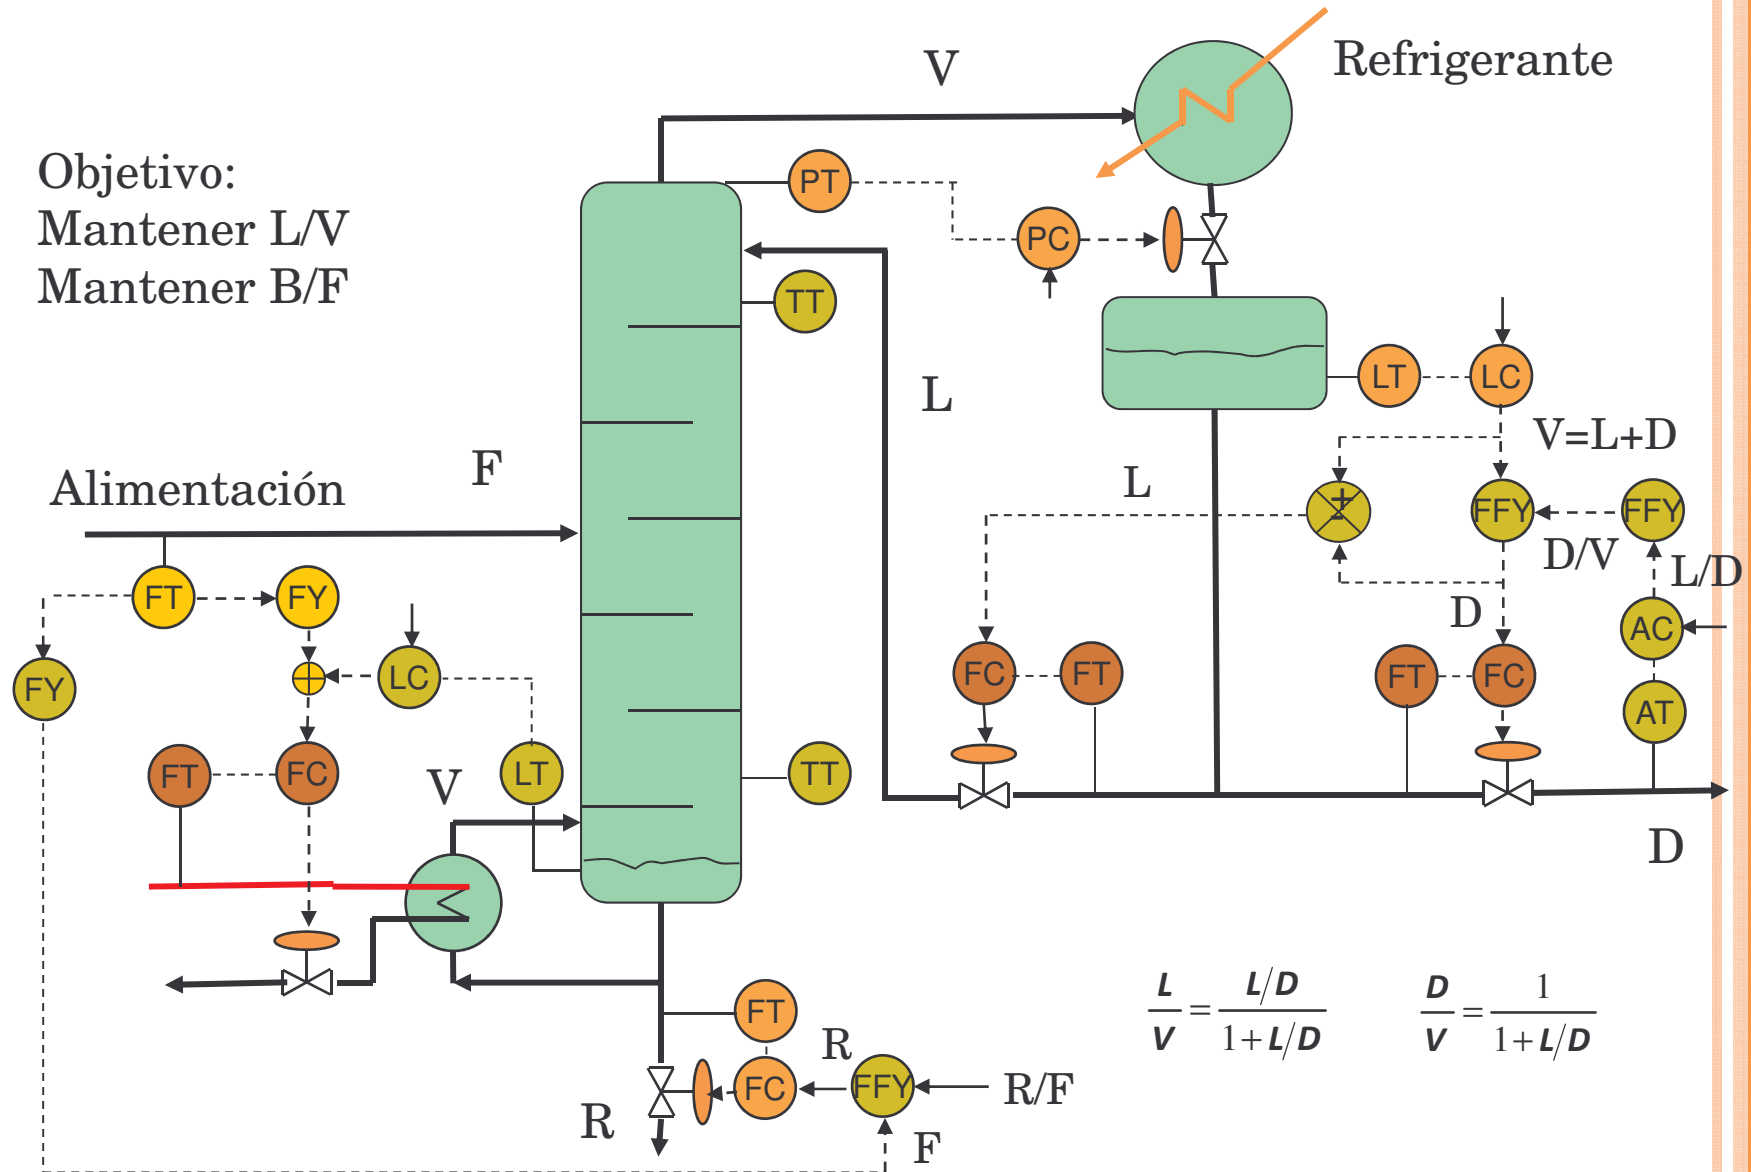 V
Refrigerante
Objetivo:
Mantener L/V
Mantener B/F
PT
PC
TT
LT
LC
L
V=L+D
F
Alimentación
L
+
-
FFY
FFY
D/V
L/D
D
FT
FY
FC
FT
FT
FC
AC
FY
LC
AT
FT
FC
V
LT
TT
D
FT
L/V = L/D / 1+L/D
D/V = 1 / 1+L/D
R
FC
FFY
R/F
R
F